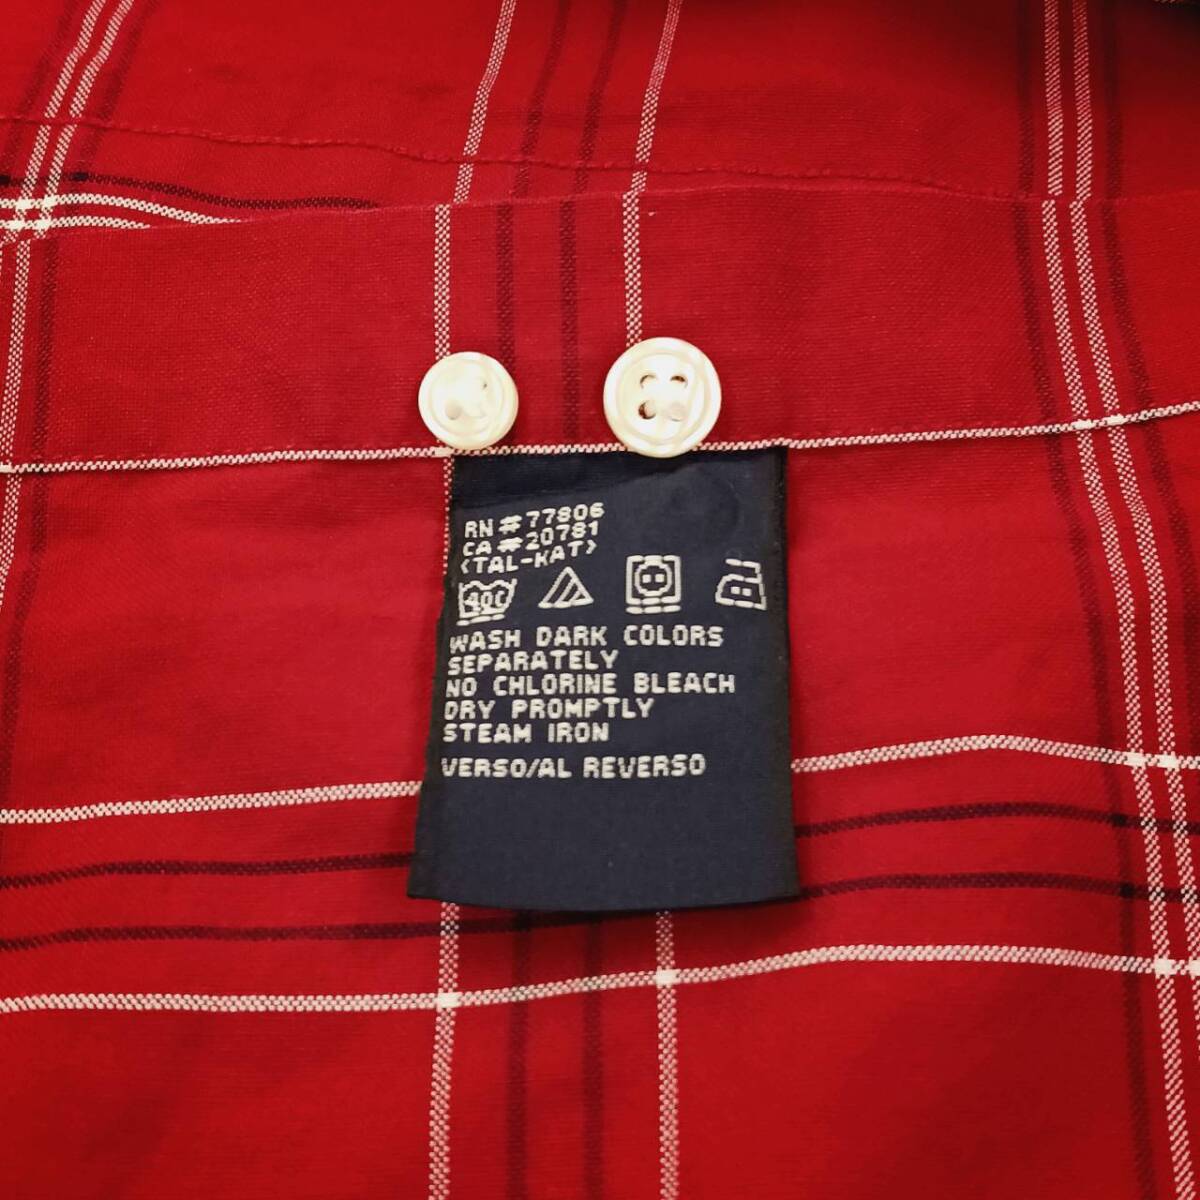 RN #77806
CA #20781
<TAL-KAT>
40C
WASH DARK COLORS
SEPARATELY
NO CHLORINE BLEACH
DRY PROMPTLY
STEAM IRON
VERSO/AL REVERSO